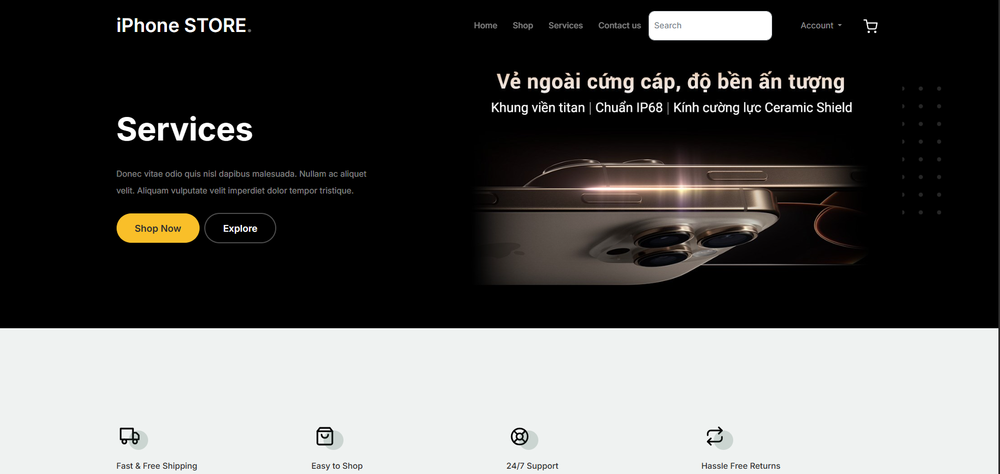 iPhone STORE.
Home
Shop
Services
Contact us
Search
Account
Vẻ ngoài cứng cáp, độ bền ấn tượng
Khung viền titan | Chuẩn IP68 | Kính cường lực Ceramic Shield
Services
Donec vitae odio quis nisl dapibus malesuada. Nullam ac aliquet
velit. Aliquam vulputate velit imperdiet dolor tempor tristique.
Shop Now
Explore
Fast & Free Shipping
Easy to Shop
24/7 Support
Hassle Free Returns